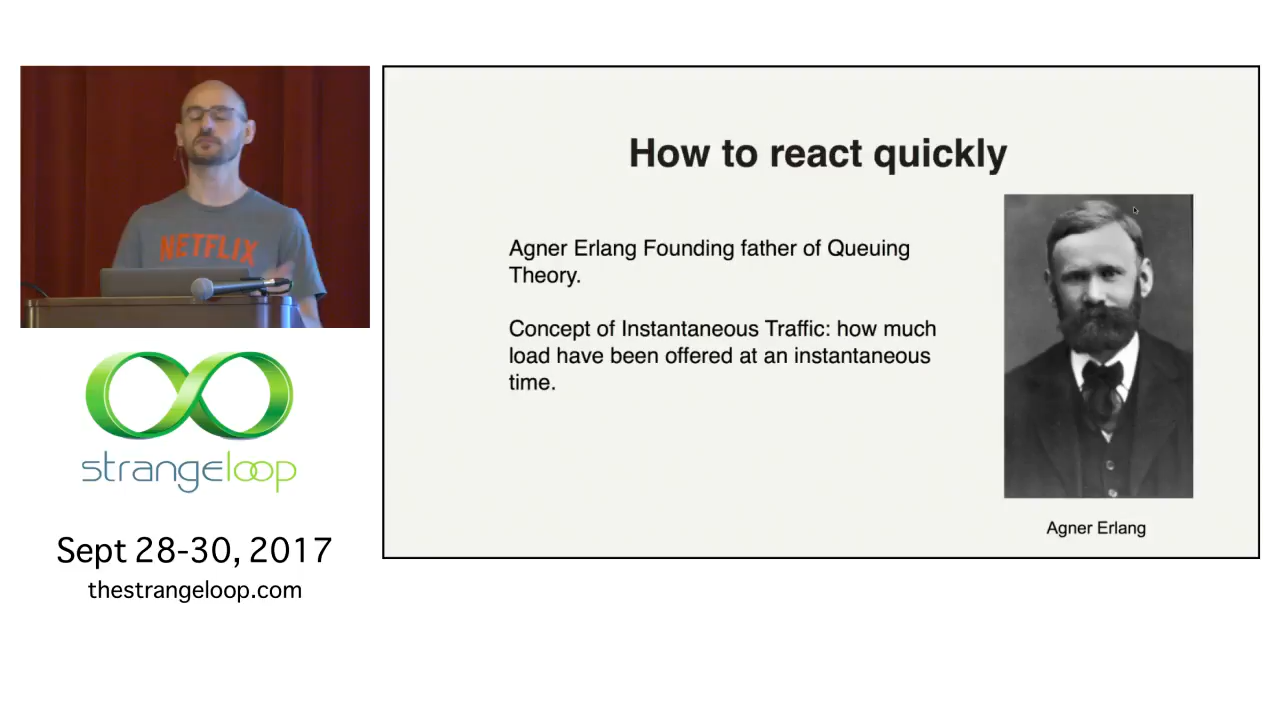 NETFLIX
strangeloop
Sept 28-30, 2017
thestrangeloop.com
How to react quickly
Agner Erlang Founding father of Queuing
Theory.
Concept of Instantaneous Traffic: how much
load have been offered at an instantaneous
time.
Agner Erlang